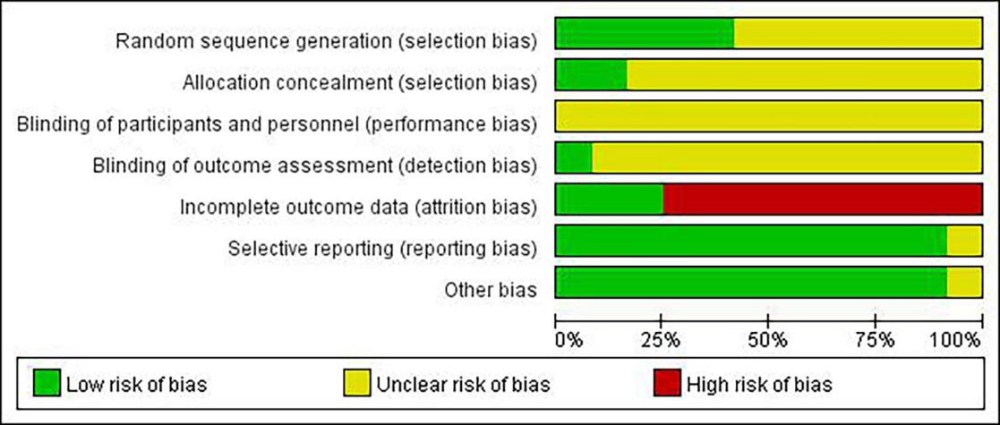 Random sequence generation (selection bias)
Allocation concealment (selection bias)
Blinding of participants and personnel (performance bias)
Blinding of outcome assessment (detection bias)
Incomplete outcome data (attrition bias)
Selective reporting (reporting bias)
Other bias
0% 25% 50% 75% 100%
Low risk of bias Unclear risk of bias High risk of bias